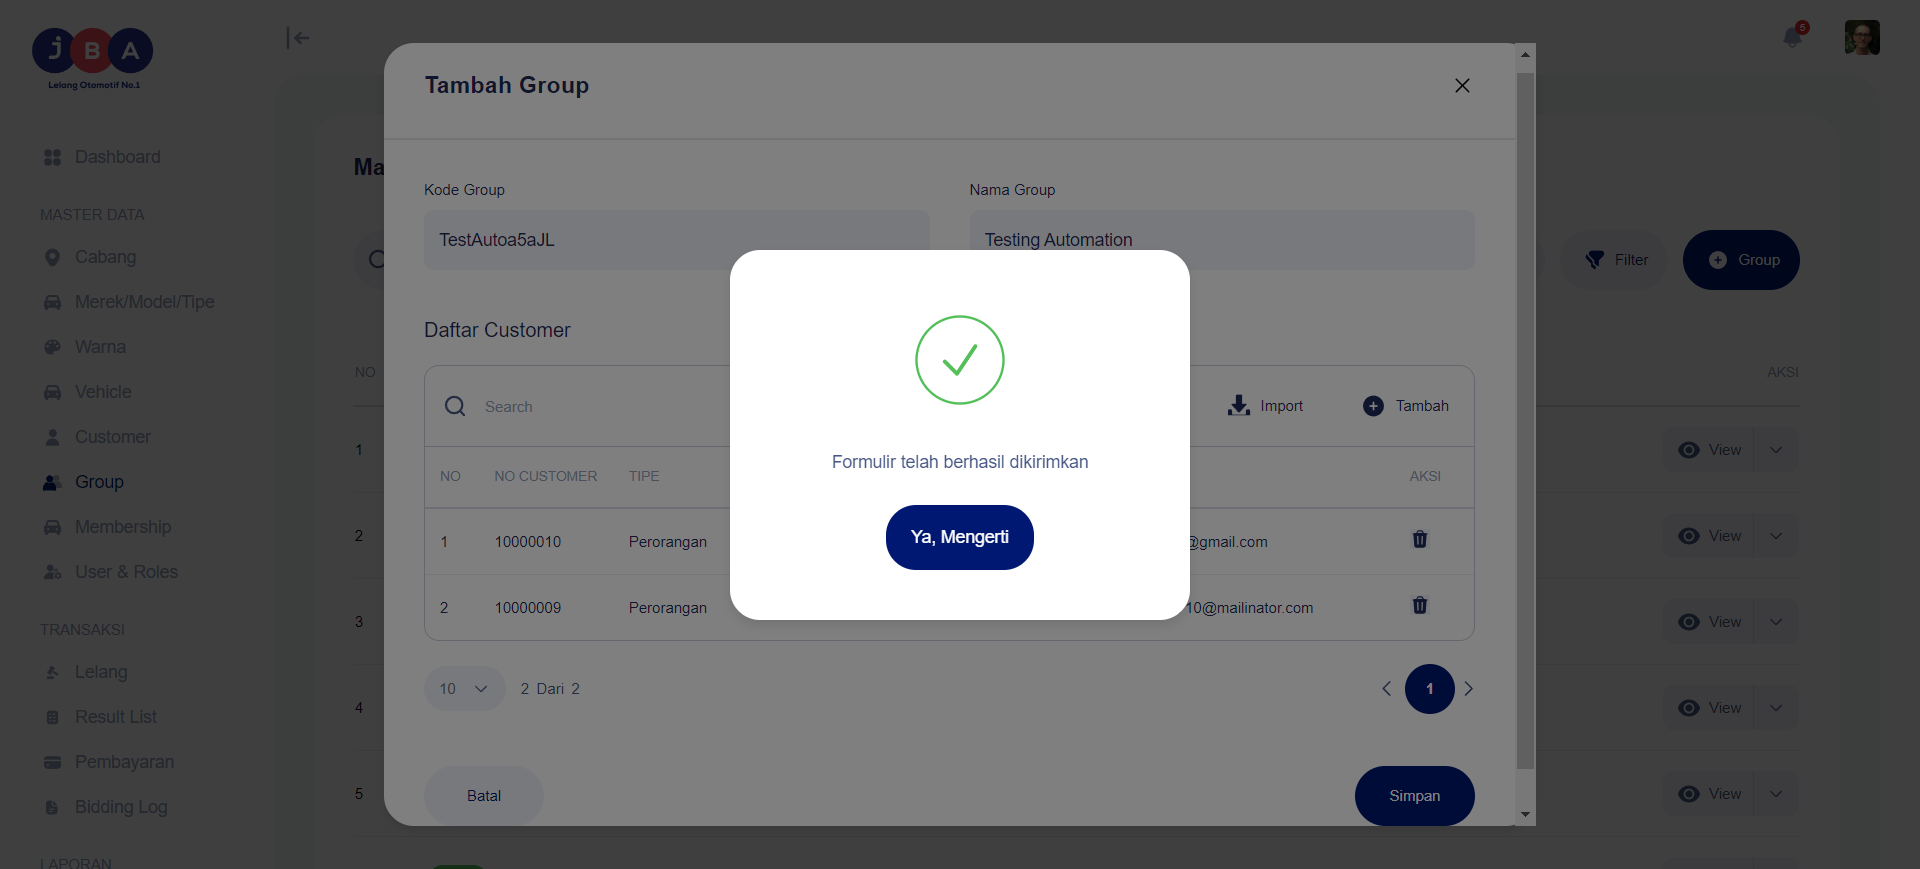 JBA
Lelang Otomotif No.1
5
Dashboard
MASTER DATA
Cabang
Merek/Model/Tipe
Warna
Vehicle
Customer
Group
Membership
User & Roles
TRANSAKSI
Lelang
Result List
Pembayaran
Bidding Log
LAPORAN
Ma
Filter
Group
NO
AKSI
1
View
2
View
3
View
4
View
5
View
Tambah Group
Kode Group
Nama Group
TestAutoa5aJL
Testing Automation
Daftar Customer
Search
Import
Tambah
NO
NO CUSTOMER
TIPE
AKSI
1
10000010
Perorangan
@gmail.com
2
10000009
Perorangan
10@mailinator.com
10
2 Dari 2
1
Batal
Simpan
Formulir telah berhasil dikirimkan
Ya, Mengerti